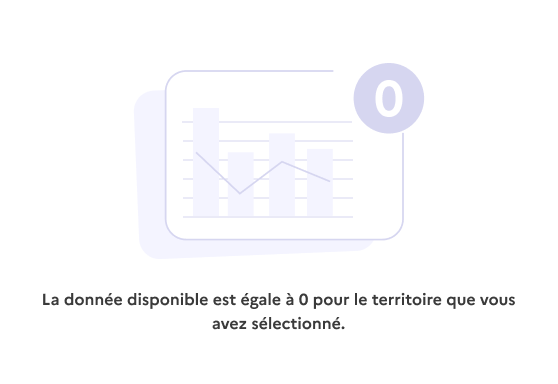 0
La donnée disponible est égale à 0 pour le territoire que vous
avez sélectionné.